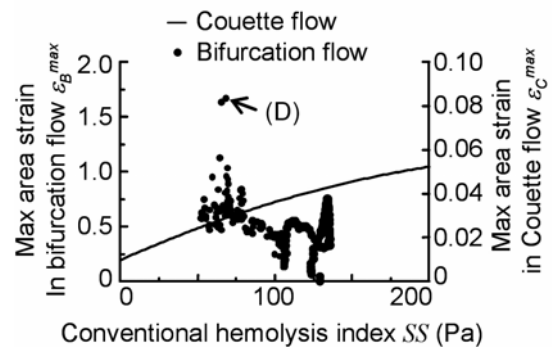 Couette flow
Bifurcation flow
Max area strain
In bifurcation flow ε_B^max
2.0
1.5
1.0
0.5
0
(D)
0.10
0.08
0.06
0.04
0.02
0
Max area strain
in Couette flow ε_C^max
0 100 200
Conventional hemolysis index SS (Pa)